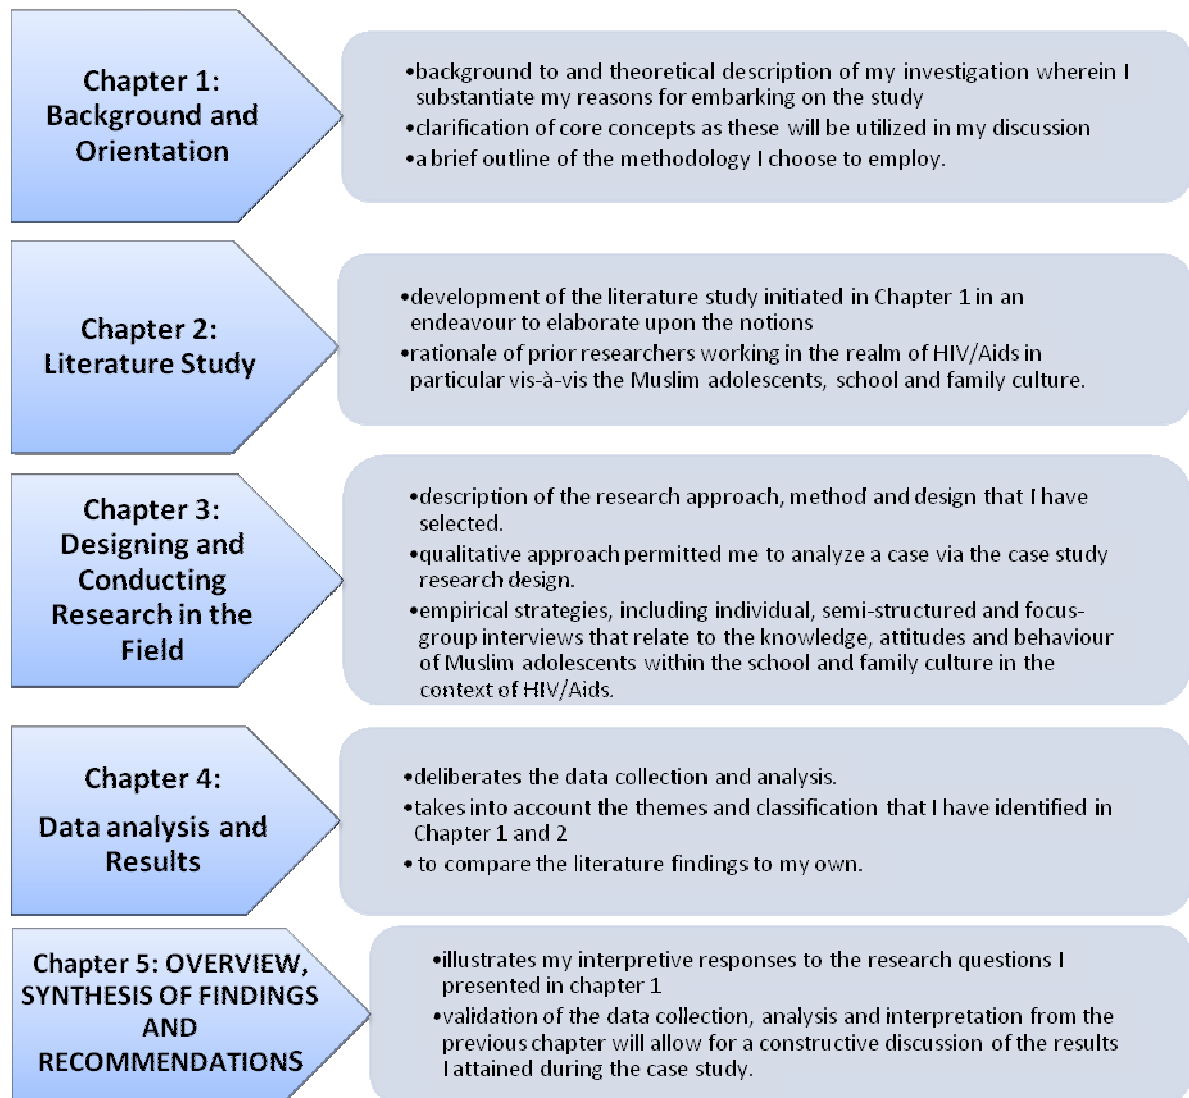 Chapter 1:
Background and
Orientation
•background to and theoretical description of my investigation wherein I
substantiate my reasons for embarking on the study
•clarification of core concepts as these will be utilized in my discussion
•a brief outline of the methodology I choose to employ.
Chapter 2:
Literature Study
•development of the literature study initiated in Chapter 1 in an
endeavour to elaborate upon the notions
•rationale of prior researchers working in the realm of HIV/Aids in
particular vis-à-vis the Muslim adolescents, school and family culture.
Chapter 3:
Designing and
Conducting
Research in the
Field
•description of the research approach, method and design that I have
selected.
•qualitative approach permitted me to analyze a case via the case study
research design.
•empirical strategies, including individual, semi-structured and focus-
group interviews that relate to the knowledge, attitudes and behaviour
of Muslim adolescents within the school and family culture in the
context of HIV/Aids.
Chapter 4:
Data analysis and
Results
•deliberates the data collection and analysis.
•takes into account the themes and classification that I have identified in
Chapter 1 and 2
• to compare the literature findings to my own.
Chapter 5: OVERVIEW,
SYNTHESIS OF FINDINGS
AND
RECOMMENDATIONS
•illustrates my interpretive responses to the research questions I
presented in chapter 1
•validation of the data collection, analysis and interpretation from the
previous chapter will allow for a constructive discussion of the results
I attained during the case study.